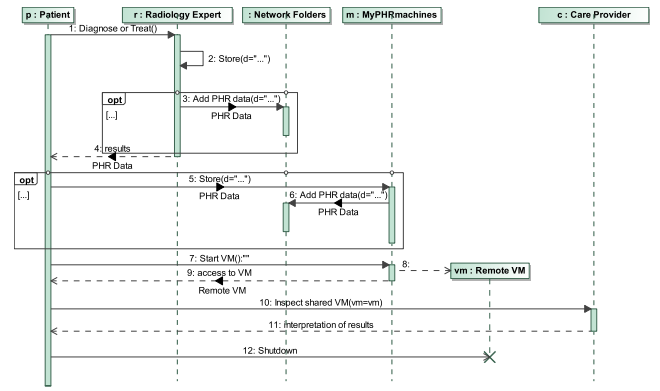 p : Patient
r : Radiology Expert
: Network Folders
m : MyPHRmachines
c : Care Provider
1: Diagnose or Treat()
2: Store(d="...")
opt
3: Add PHR data(d="...")
[...]
PHR Data
4: results
PHR Data
opt
5: Store(d="...")
[...]
PHR Data
6: Add PHR data(d="...")
PHR Data
7: Start VM():""
8:
vm : Remote VM
9: access to VM
Remote VM
10: Inspect shared VM(vm=vm)
11: interpretation of results
12: Shutdown